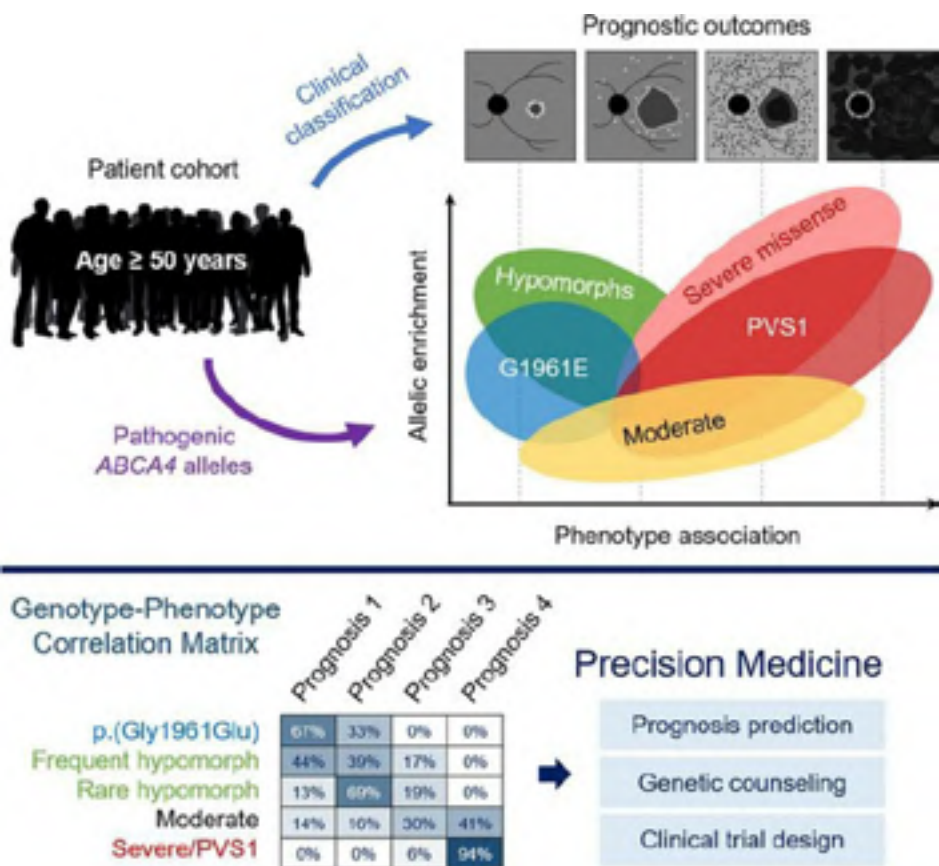 Prognostic outcomes
Clinical
classification
Patient cohort
Age ≥ 50 years
Pathogenic
ABCA4 alleles
Allelic enrichment
Hypomorphs
G1961E
Severe missense
PVS1
Moderate
Phenotype association
Genotype-Phenotype
Correlation Matrix
Prognosis 1
Prognosis 2
Prognosis 3
Prognosis 4
p.(Gly1961Glu) 67% 33% 0% 0%
Frequent hypomorph 44% 39% 17% 0%
Rare hypomorph 13% 69% 19% 0%
Moderate 14% 10% 30% 41%
Severe/PVS1 0% 0% 6% 94%
Precision Medicine
Prognosis prediction
Genetic counseling
Clinical trial design